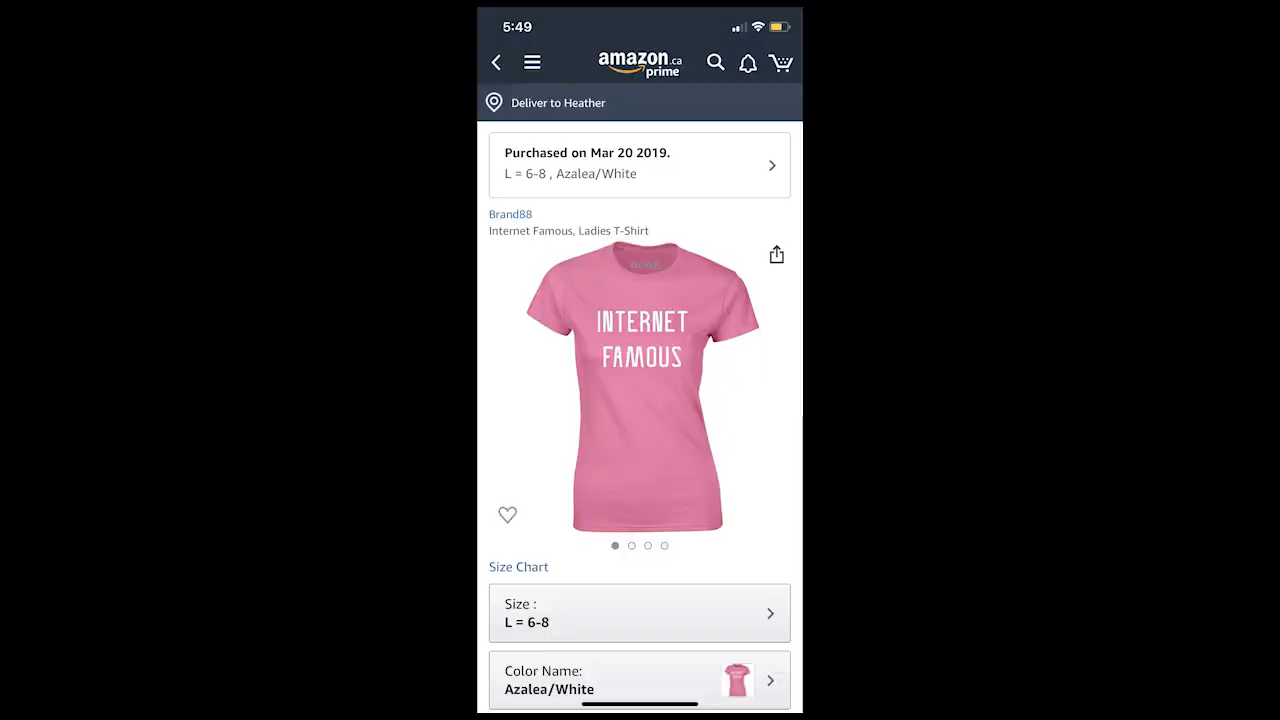 5:49
amazon.ca
prime
Deliver to Heather
Purchased on Mar 20 2019.
L = 6-8 , Azalea/White
Brand88
Internet Famous, Ladies T-Shirt
INTERNET
FAMOUS
Size Chart
Size :
L = 6-8
Color Name:
Azalea/White